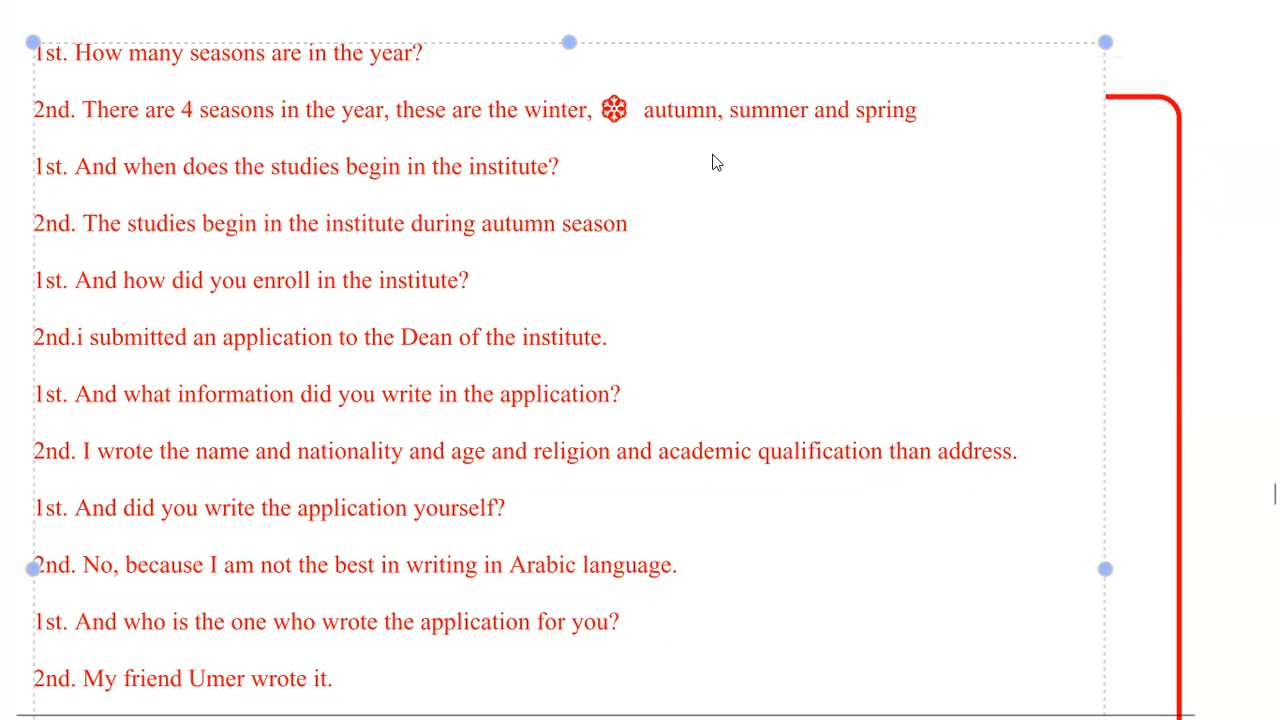 1st. How many seasons are in the year?
2nd. There are 4 seasons in the year, these are the winter, ❄ autumn, summer and spring
1st. And when does the studies begin in the institute?
2nd. The studies begin in the institute during autumn season
1st. And how did you enroll in the institute?
2nd.i submitted an application to the Dean of the institute.
1st. And what information did you write in the application?
2nd. I wrote the name and nationality and age and religion and academic qualification than address.
1st. And did you write the application yourself?
2nd. No, because I am not the best in writing in Arabic language.
1st. And who is the one who wrote the application for you?
2nd. My friend Umer wrote it.